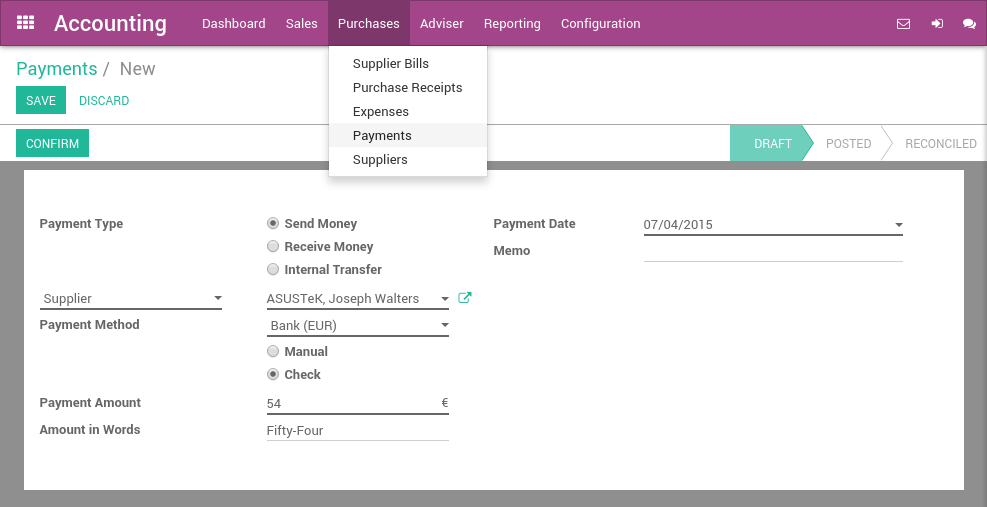 Accounting Dashboard Sales Purchases Adviser Reporting Configuration
Supplier Bills
Purchase Receipts
Expenses
Payments
Suppliers
Payments / New
SAVE DISCARD
CONFIRM DRAFT POSTED RECONCILED
Payment Type Send Money Payment Date 07/04/2015
Receive Money Memo
Internal Transfer
Supplier ASUSTeK, Joseph Walters
Payment Method Bank (EUR)
Manual
Check
Payment Amount 54 €
Amount in Words Fifty-Four